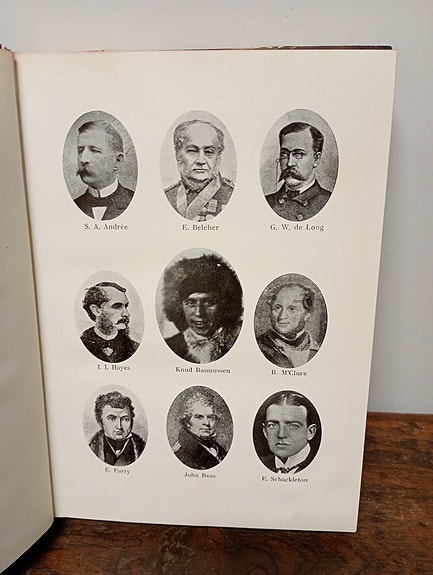 S. A. Andrée
E. Belcher
G. W. de Long
I. I. Hayes
Knud Rasmussen
R. M'Clure
E. Parry
John Ross
E. Schackleton